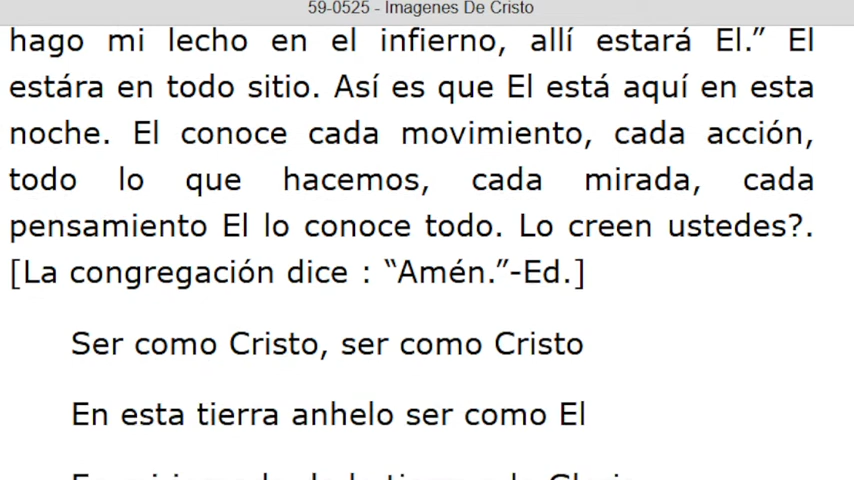 59-0525 - Imagenes De Cristo
hago mi lecho en el infierno, allí estará El.” El
estára en todo sitio. Así es que El está aquí en esta
noche. El conoce cada movimiento, cada acción,
todo lo que hacemos, cada mirada, cada
pensamiento El lo conoce todo. Lo creen ustedes?.
[La congregación dice : “Amén.”-Ed.]
Ser como Cristo, ser como Cristo
En esta tierra anhelo ser como El